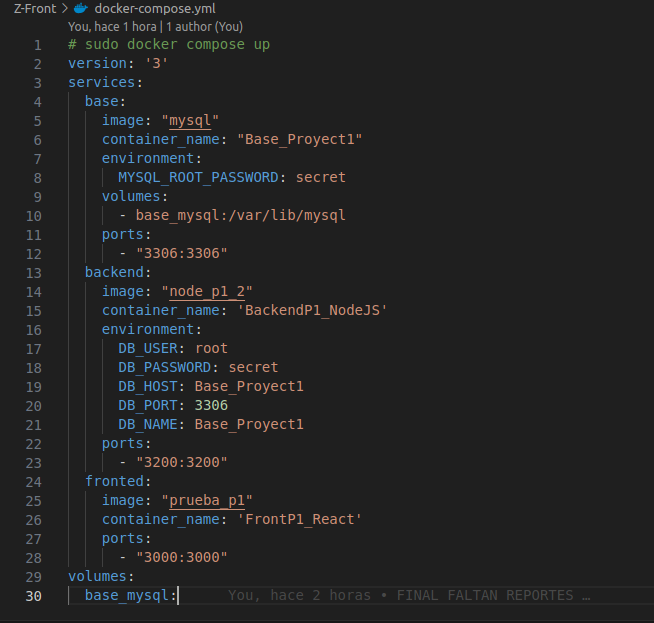 Z-Front > docker-compose.yml
You, hace 1 hora | 1 author (You)
1 # sudo docker compose up
2 version: '3'
3 services:
4   base:
5     image: "mysql"
6     container_name: "Base_Proyect1"
7     environment:
8       MYSQL_ROOT_PASSWORD: secret
9     volumes:
10       - base_mysql:/var/lib/mysql
11     ports:
12       - "3306:3306"
13   backend:
14     image: "node_p1_2"
15     container_name: 'BackendP1_NodeJS'
16     environment:
17       DB_USER: root
18       DB_PASSWORD: secret
19       DB_HOST: Base_Proyect1
20       DB_PORT: 3306
21       DB_NAME: Base_Proyect1
22     ports:
23       - "3200:3200"
24   fronted:
25     image: "prueba_p1"
26     container_name: 'FrontP1_React'
27     ports:
28       - "3000:3000"
29 volumes:
30   base_mysql: You, hace 2 horas • FINAL FALTAN REPORTES …